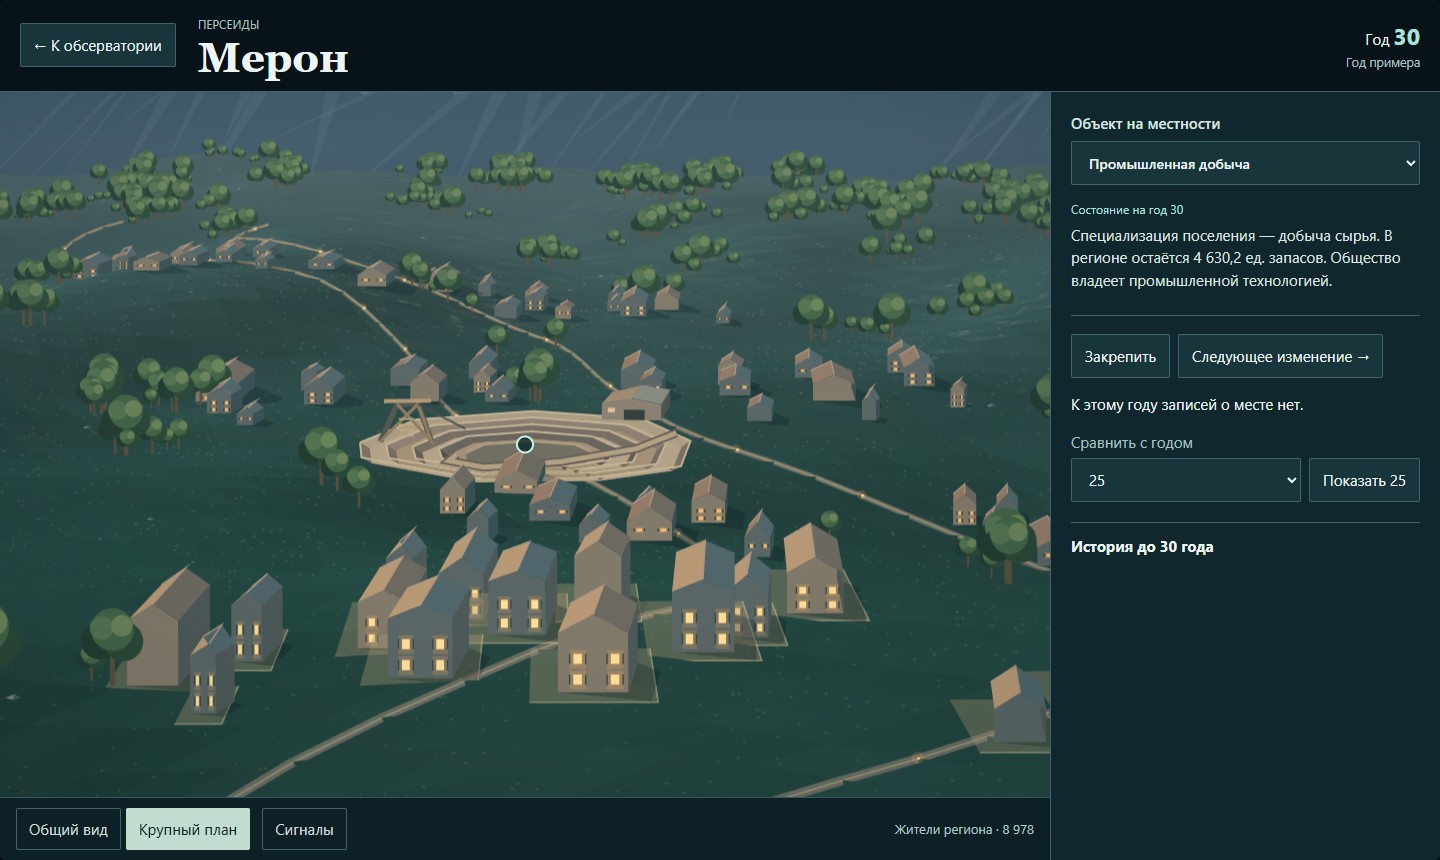 ← К обсерватории
ПЕРСЕИДЫ
Мерон
Год 30
Год примера
Объект на местности
Промышленная добыча
Состояние на год 30
Специализация поселения — добыча сырья. В
регионе остаётся 4 630,2 ед. запасов. Общество
владеет промышленной технологией.
Закрепить
Следующее изменение →
К этому году записей о месте нет.
Сравнить с годом
25
Показать 25
История до 30 года
Общий вид
Крупный план
Сигналы
Жители региона · 8 978